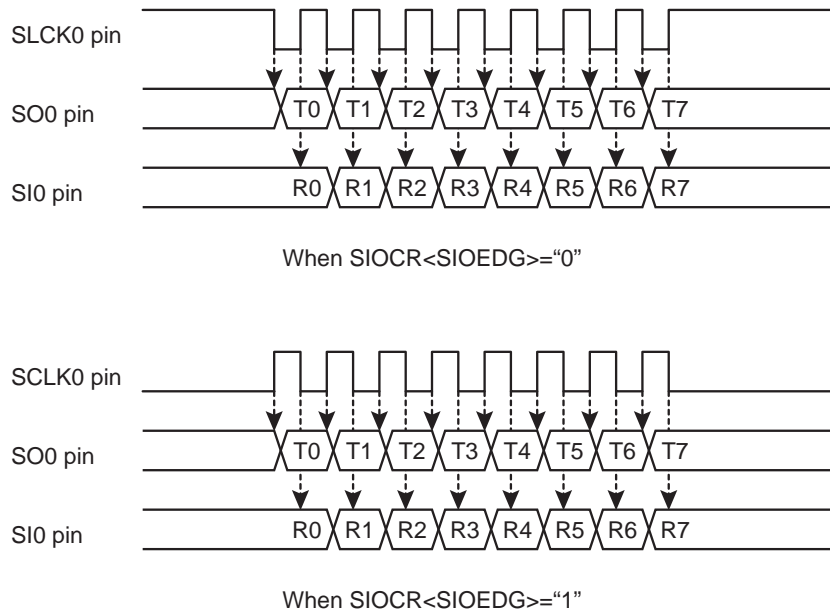 SLCK0 pin
SO0 pin T0 T1 T2 T3 T4 T5 T6 T7
SI0 pin R0 R1 R2 R3 R4 R5 R6 R7
When SIOCR<SIOEDG>=“0”
SCLK0 pin
SO0 pin T0 T1 T2 T3 T4 T5 T6 T7
SI0 pin R0 R1 R2 R3 R4 R5 R6 R7
When SIOCR<SIOEDG>=“1”